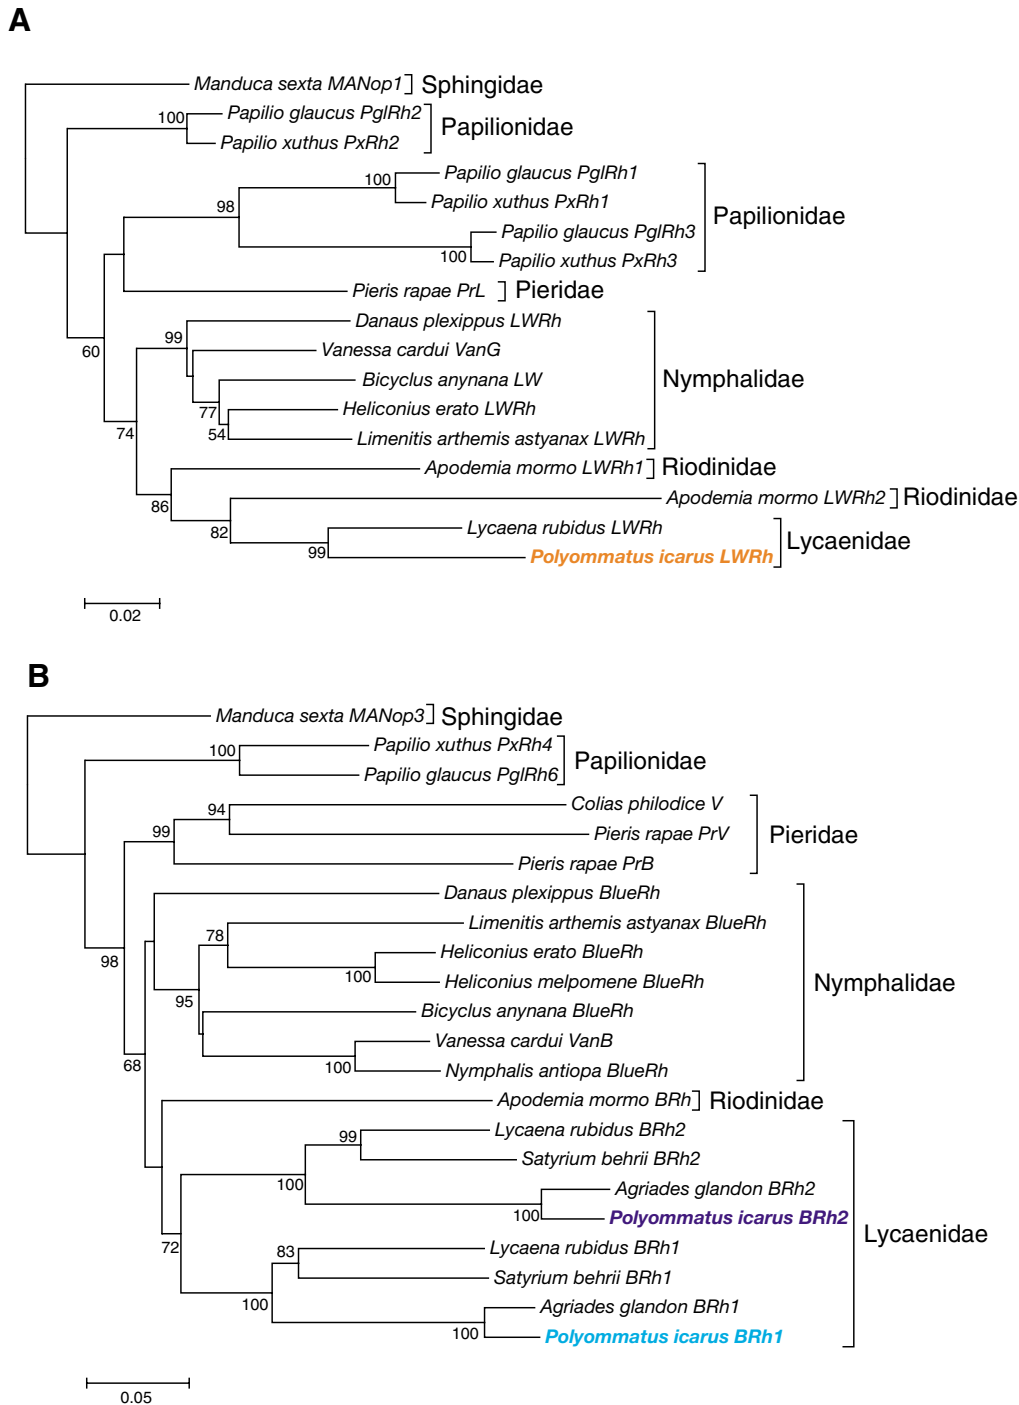 A
Manduca sexta MANop1 Sphingidae
100 Papilio glaucus PglRh2
Papilionidae
Papilio xuthus PxRh2
Papilio glaucus PglRh1
100
Papilio xuthus PxRh1
98
Papilionidae
Papilio glaucus PglRh3
100
Papilio xuthus PxRh3
Pieris rapae PrL Pieridae
Danaus plexippus LWRh
99
60
Vanessa cardui VanG
Bicyclus anynana LW
Nymphalidae
77
Heliconius erato LWRh
74
54
Limenitis arthemis astyanax LWRh
Apodemia mormo LWRh1 Riodinidae
86
Apodemia mormo LWRh2 Riodinidae
Lycaena rubidus LWRh
82
Lycaenidae
99
Polyommatus icarus LWRh
0.02
B
Manduca sexta MANop3 Sphingidae
100
Papilio xuthus PxRh4
Papilionidae
Papilio glaucus PglRh6
94
Colias philodice V
99
Pieris rapae PrV
Pieridae
Pieris rapae PrB
Danaus plexippus BlueRh
Limenitis arthemis astyanax BlueRh
78
98
Heliconius erato BlueRh
100
Heliconius melpomene BlueRh
Nymphalidae
95
Bicyclus anynana BlueRh
Vanessa cardui VanB
68
100
Nymphalis antiopa BlueRh
Apodemia mormo BRh Riodinidae
Lycaena rubidus BRh2
99
Satyrium behrii BRh2
100
Agriades glandon BRh2
100
Polyommatus icarus BRh2
Lycaenidae
72
83
Lycaena rubidus BRh1
Satyrium behrii BRh1
100
Agriades glandon BRh1
100
Polyommatus icarus BRh1
0.05